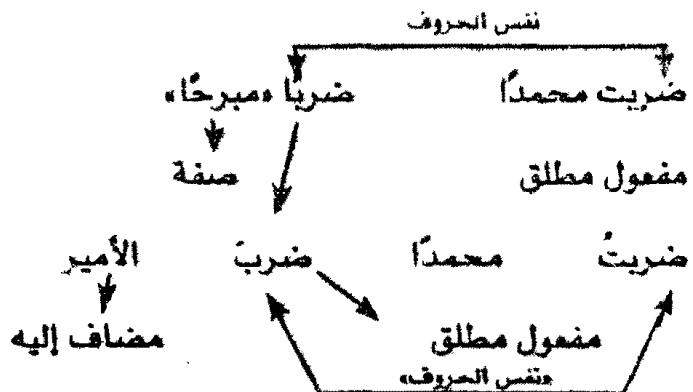 نفس الحروف
ضربت محمدًا ضربًا «مبرحًا»
مفعول مطلق صفة
ضربتُ محمدًا ضربَ الأمير
مفعول مطلق مضاف إليه
«نفس الحروف»